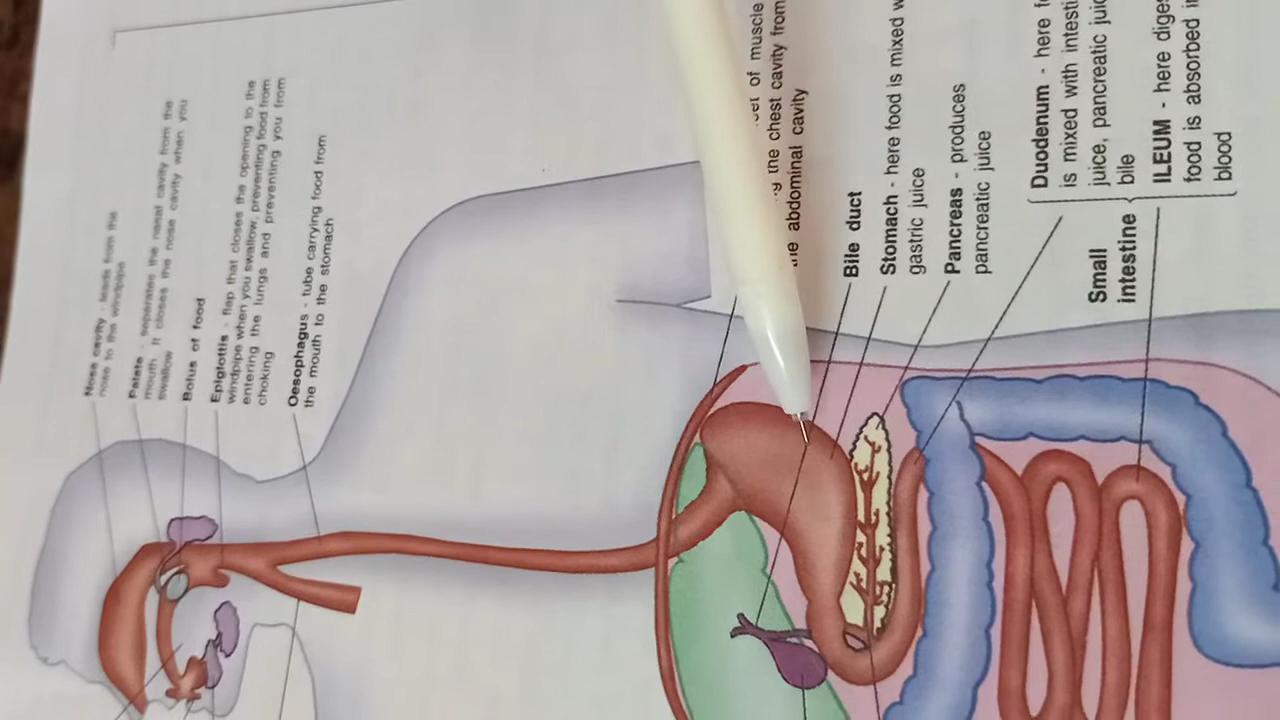 Nose cavity - leads from the
nose to the windpipe
Palate - separates the nasal cavity from the
mouth. It closes the nose cavity when you
swallow
Bolus of food
Epiglottis - flap that closes the opening to the
windpipe when you swallow, preventing food from
entering the lungs and preventing you from
choking
Oesophagus - tube carrying food from
the mouth to the stomach
of muscle
the chest cavity from
the abdominal cavity
Bile duct
Stomach - here food is mixed
gastric juice
Pancreas - produces
pancreatic juice
Duodenum - here
is mixed with
juice, pancreatic
bile
Small
intestine
ILEUM - here
food is absorbed
blood